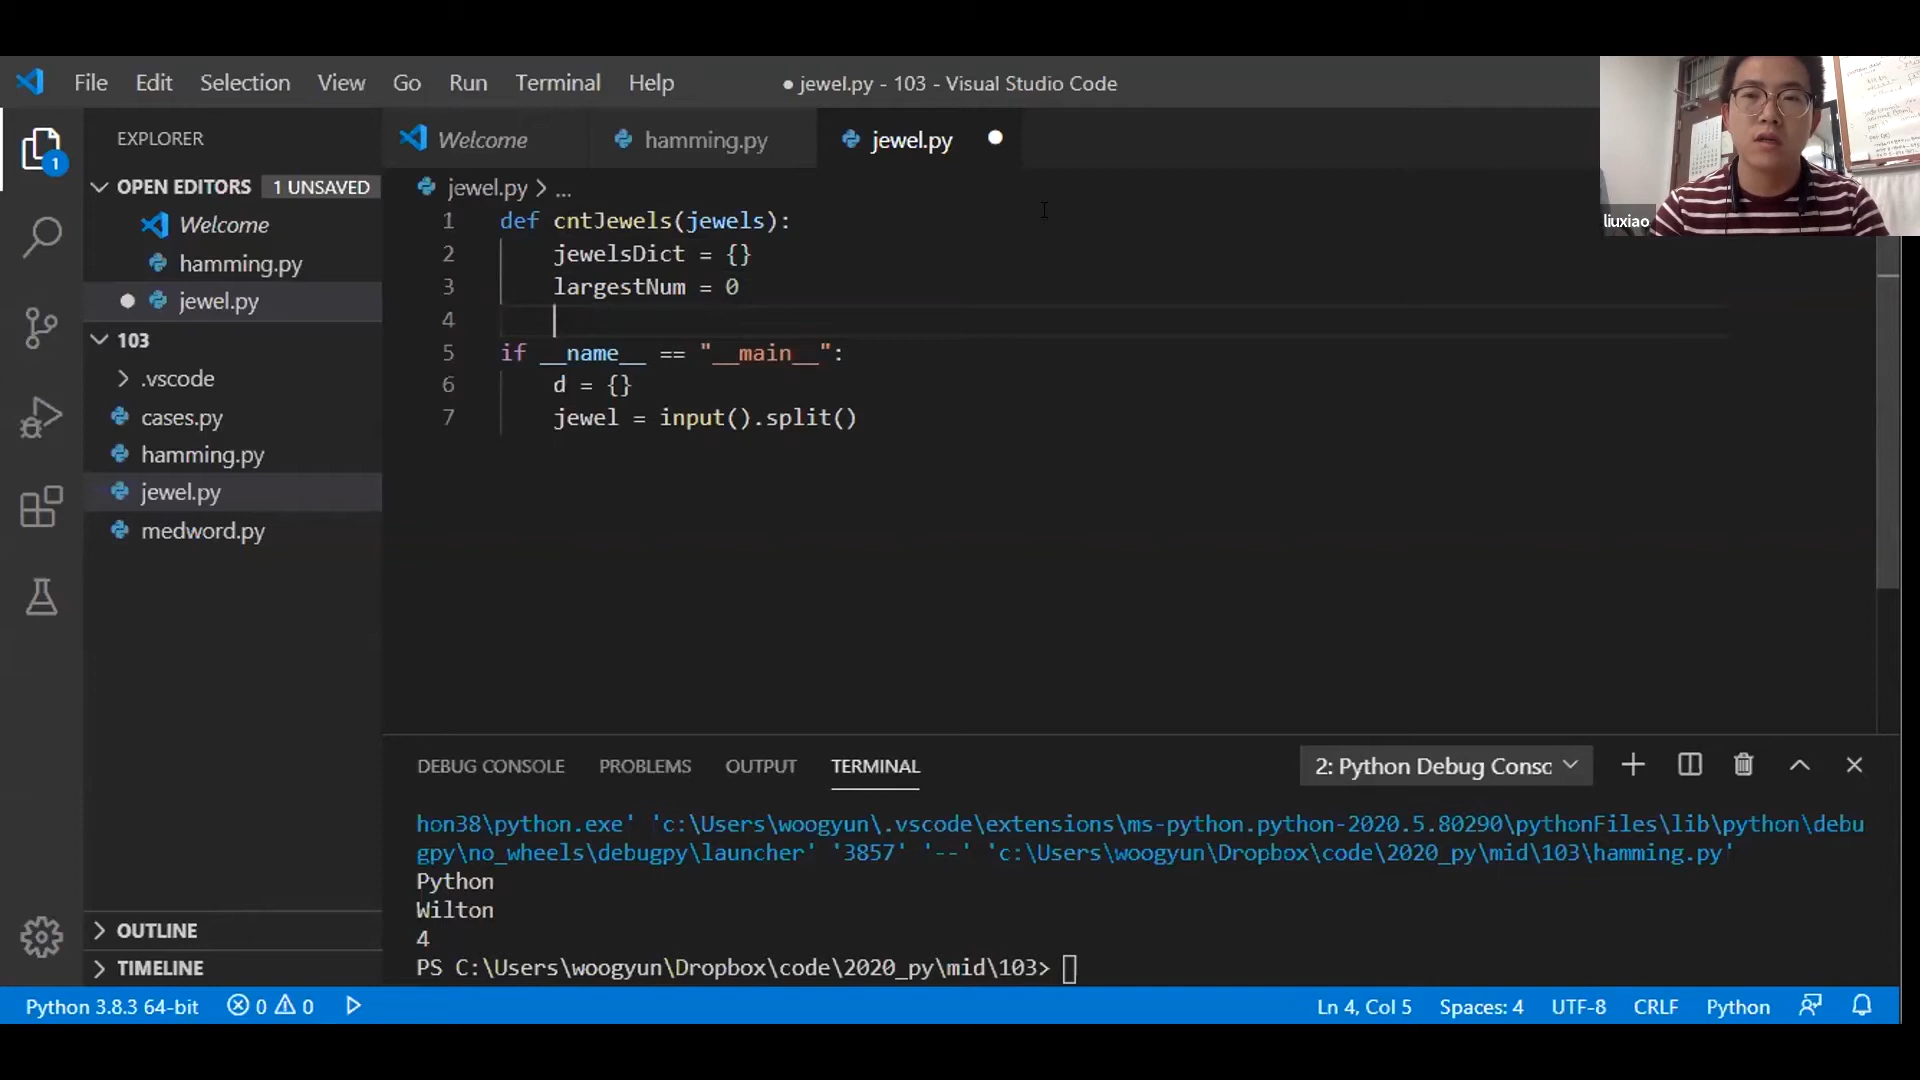 File Edit Selection View Go Run Terminal Help ● jewel.py - 103 - Visual Studio Code
EXPLORER
OPEN EDITORS 1 UNSAVED
Welcome
hamming.py
jewel.py
103
.vscode
cases.py
hamming.py
jewel.py
medword.py
OUTLINE
TIMELINE
1
Welcome hamming.py jewel.py
jewel.py > ...
1 def cntJewels(jewels):
2 jewelsDict = {}
3 largestNum = 0
4
5 if __name__ == "__main__":
6 d = {}
7 jewel = input().split()
liuxiao
DEBUG CONSOLE PROBLEMS OUTPUT TERMINAL 2: Python Debug Consc
hon38\python.exe' 'c:\Users\woogyun\.vscode\extensions\ms-python.python-2020.5.80290\pythonFiles\lib\python\debu
gpy\no_wheels\debugpy\launcher' '3857' '--' 'c:\Users\woogyun\Dropbox\code\2020_py\mid\103\hamming.py'
Python
Wilton
4
PS C:\Users\woogyun\Dropbox\code\2020_py\mid\103>
Python 3.8.3 64-bit 0 0 Ln 4, Col 5 Spaces: 4 UTF-8 CRLF Python